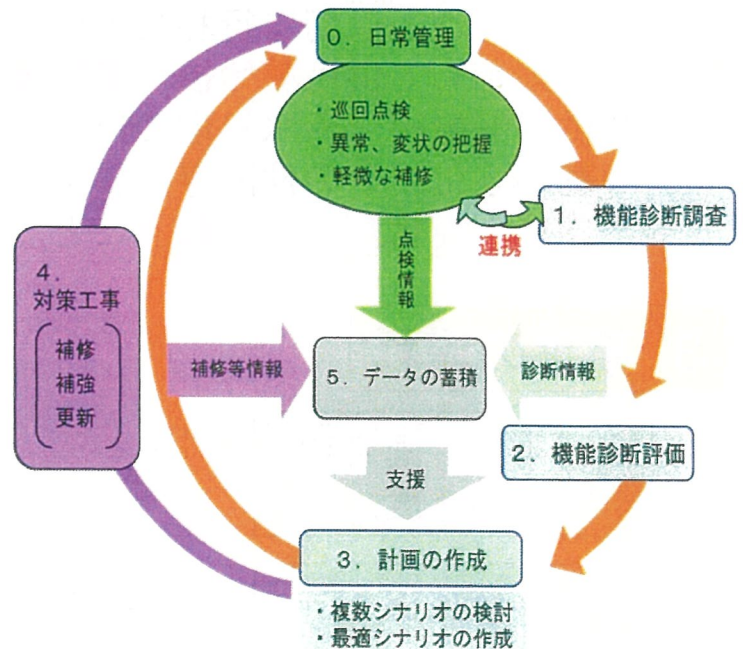 ０．日常管理
・巡回点検
・異常、変状の把握
・軽微な補修
１．機能診断調査
連携
点検情報
４．
対策工事
補修
補強
更新
補修等情報
５．データの蓄積
診断情報
２．機能診断評価
支援
３．計画の作成
・複数シナリオの検討
・最適シナリオの作成